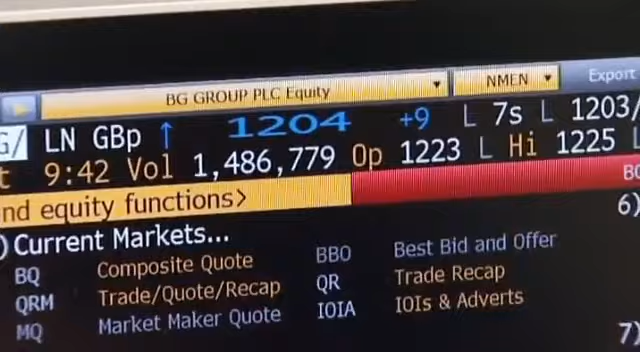 BG GROUP PLC Equity NMEN Export
G/ LN GBp ↑ 1204 +9 L 7s L 1203/
t 9:42 Vol 1,486,779 Op 1223 L Hi 1225 L
nd equity functions>
) Current Markets... 6)
BQ Composite Quote BBO Best Bid and Offer
QRM Trade/Quote/Recap QR Trade Recap
MQ Market Maker Quote IOIA IOIs & Adverts
7)